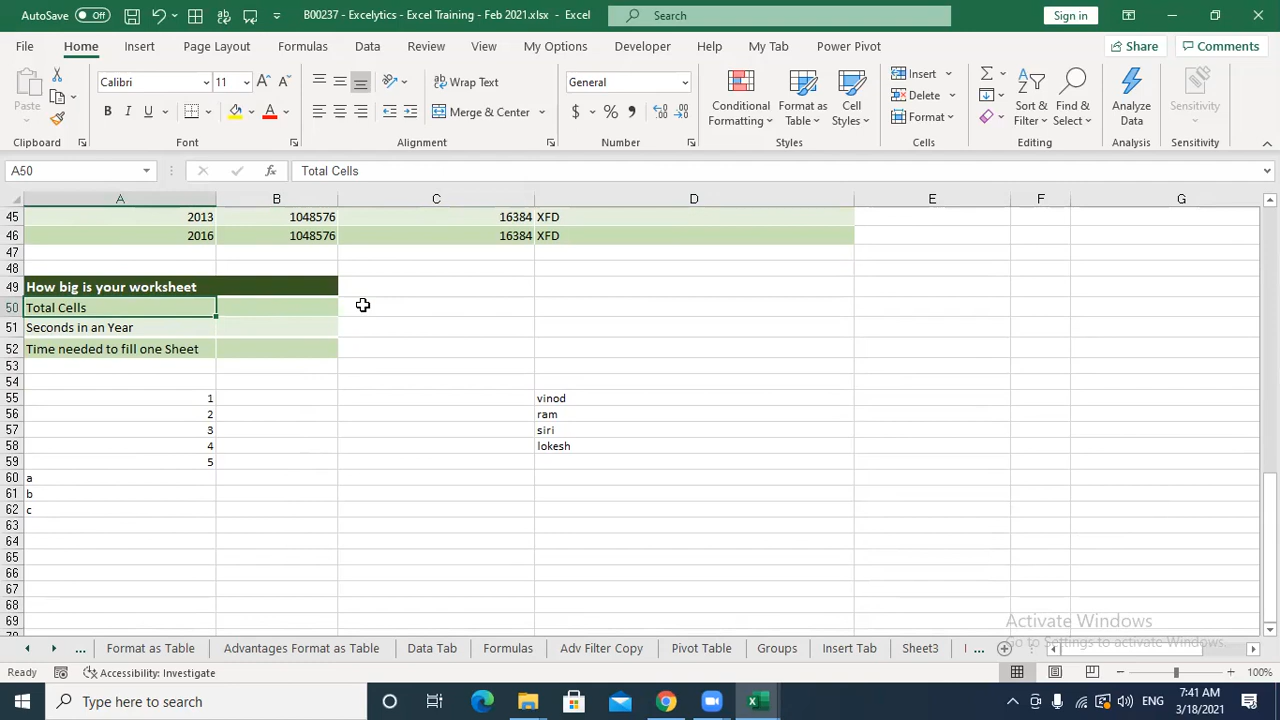 AutoSave Off B00237 - Excelytics - Excel Training - Feb 2021.xlsx - Excel Search Sign in
File Home Insert Page Layout Formulas Data Review View My Options Developer Help My Tab Power Pivot Share Comments
Paste Calibri 11 Wrap Text General Conditional Formatting Format as Table Cell Styles Insert Sort & Filter Find & Select Analyze Data Sensitivity
B I U Merge & Center $ % Delete
Format
Clipboard Font Alignment Number Styles Cells Editing Analysis Sensitivity
A50 fx Total Cells
A B C D E F G
45 2013 1048576 16384 XFD
46 2016 1048576 16384 XFD
47
48
49 How big is your worksheet
50 Total Cells
51 Seconds in an Year
52 Time needed to fill one Sheet
53
54
55 1 vinod
56 2 ram
57 3 siri
58 4 lokesh
59 5
60 a
61 b
62 c
63
64
65
66
67
68
69
Activate Windows
Go to Settings to activate Windows.
... Format as Table Advantages Format as Table DataSet Formulas Adv Filter Copy Pivot Table Groups Insert Tab Sheet3 ...
Ready Accessibility: Investigate 100%
Type here to search ENG 7:41 AM
3/18/2021